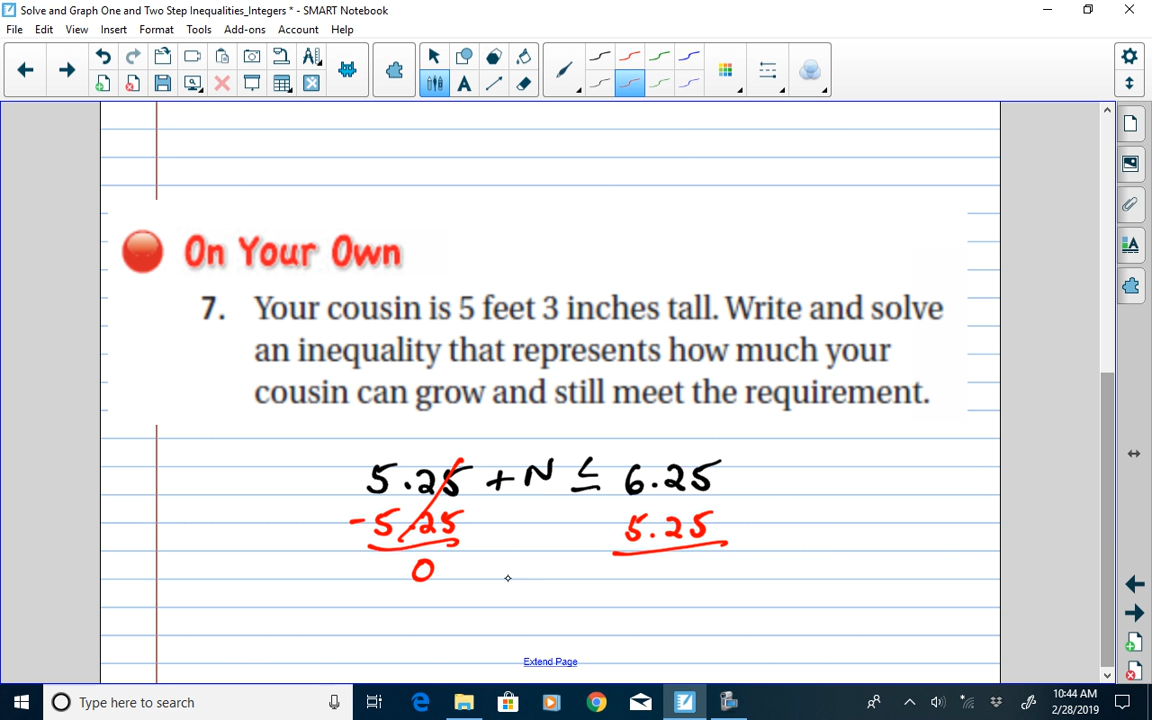 Solve and Graph One and Two Step Inequalities_Integers * - SMART Notebook
File Edit View Insert Format Tools Add-ons Account Help
On Your Own
7. Your cousin is 5 feet 3 inches tall. Write and solve
an inequality that represents how much your
cousin can grow and still meet the requirement.
5.25 + N ≤ 6.25
- 5.25 5.25
0
Extend Page
Type here to search
10:44 AM
2/28/2019